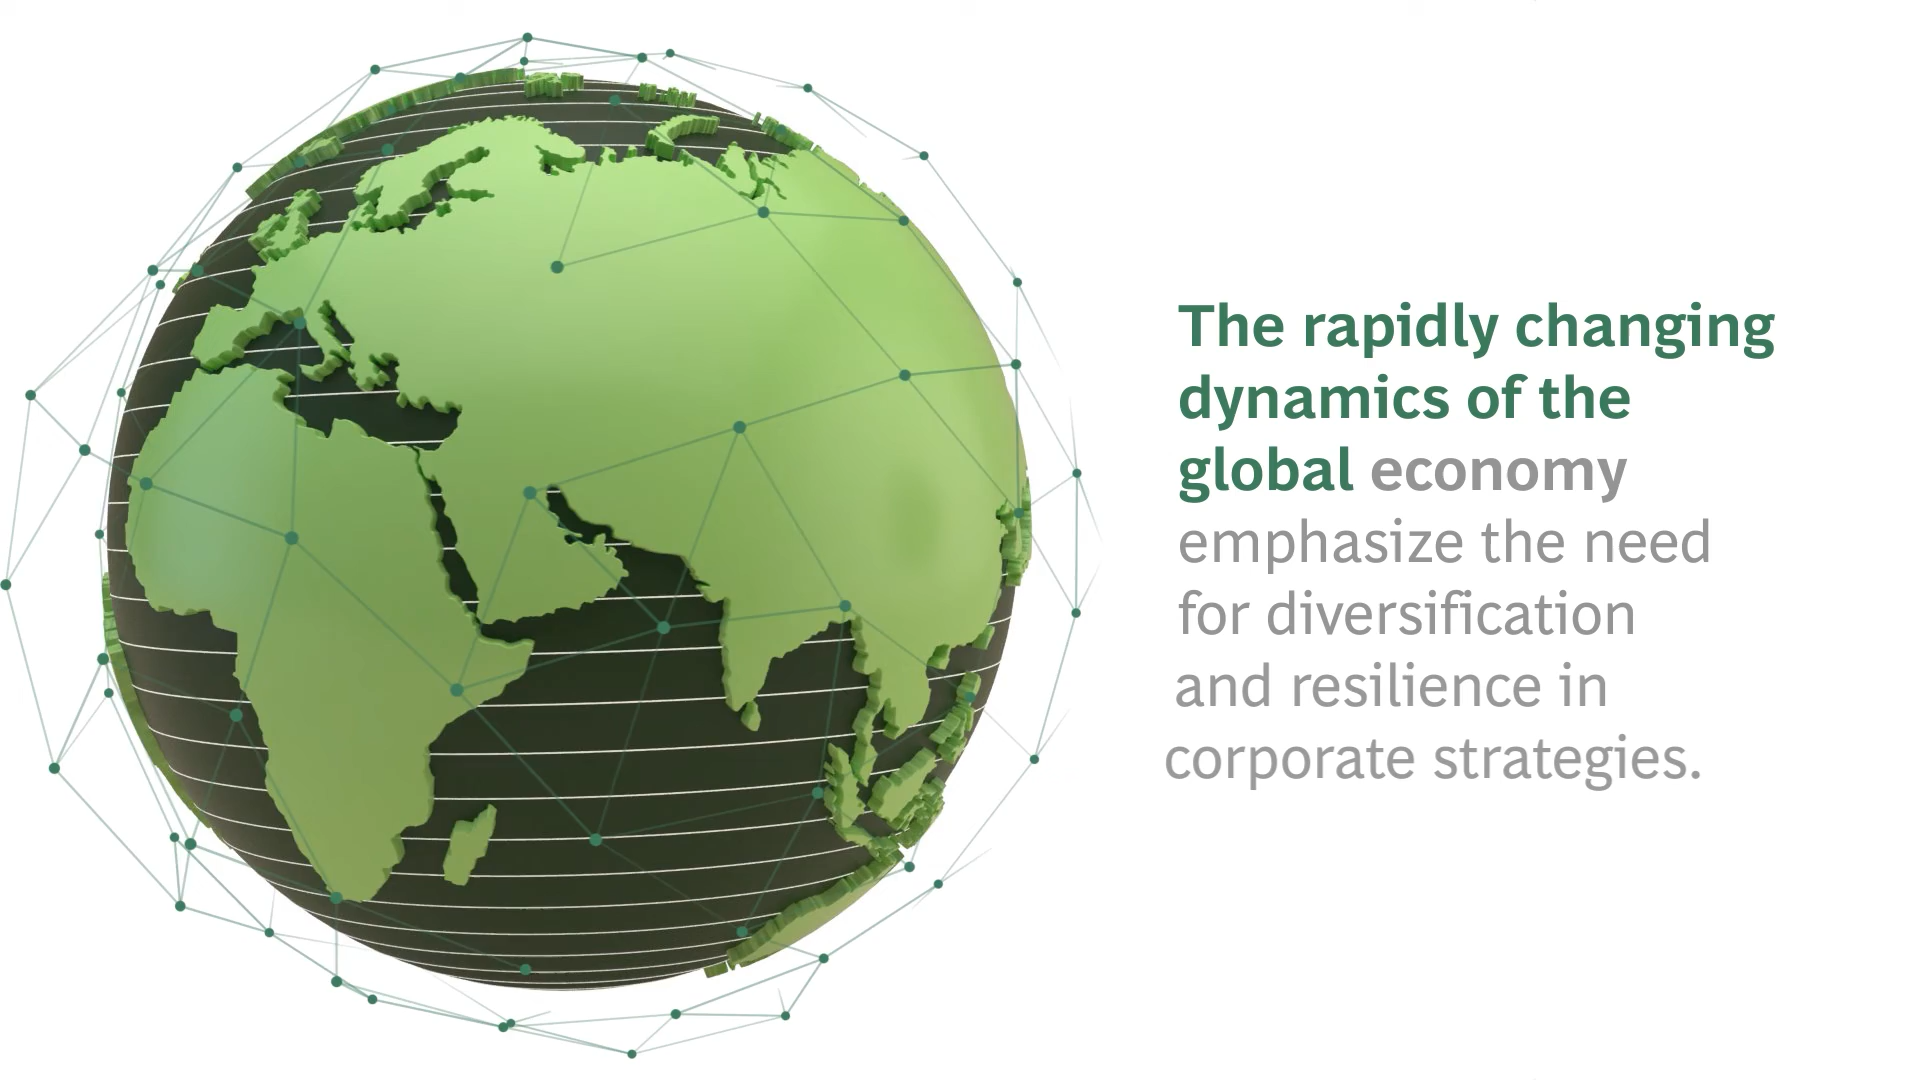 The rapidly changing
dynamics of the
global economy
emphasize the need
for diversification
and resilience in
corporate strategies.